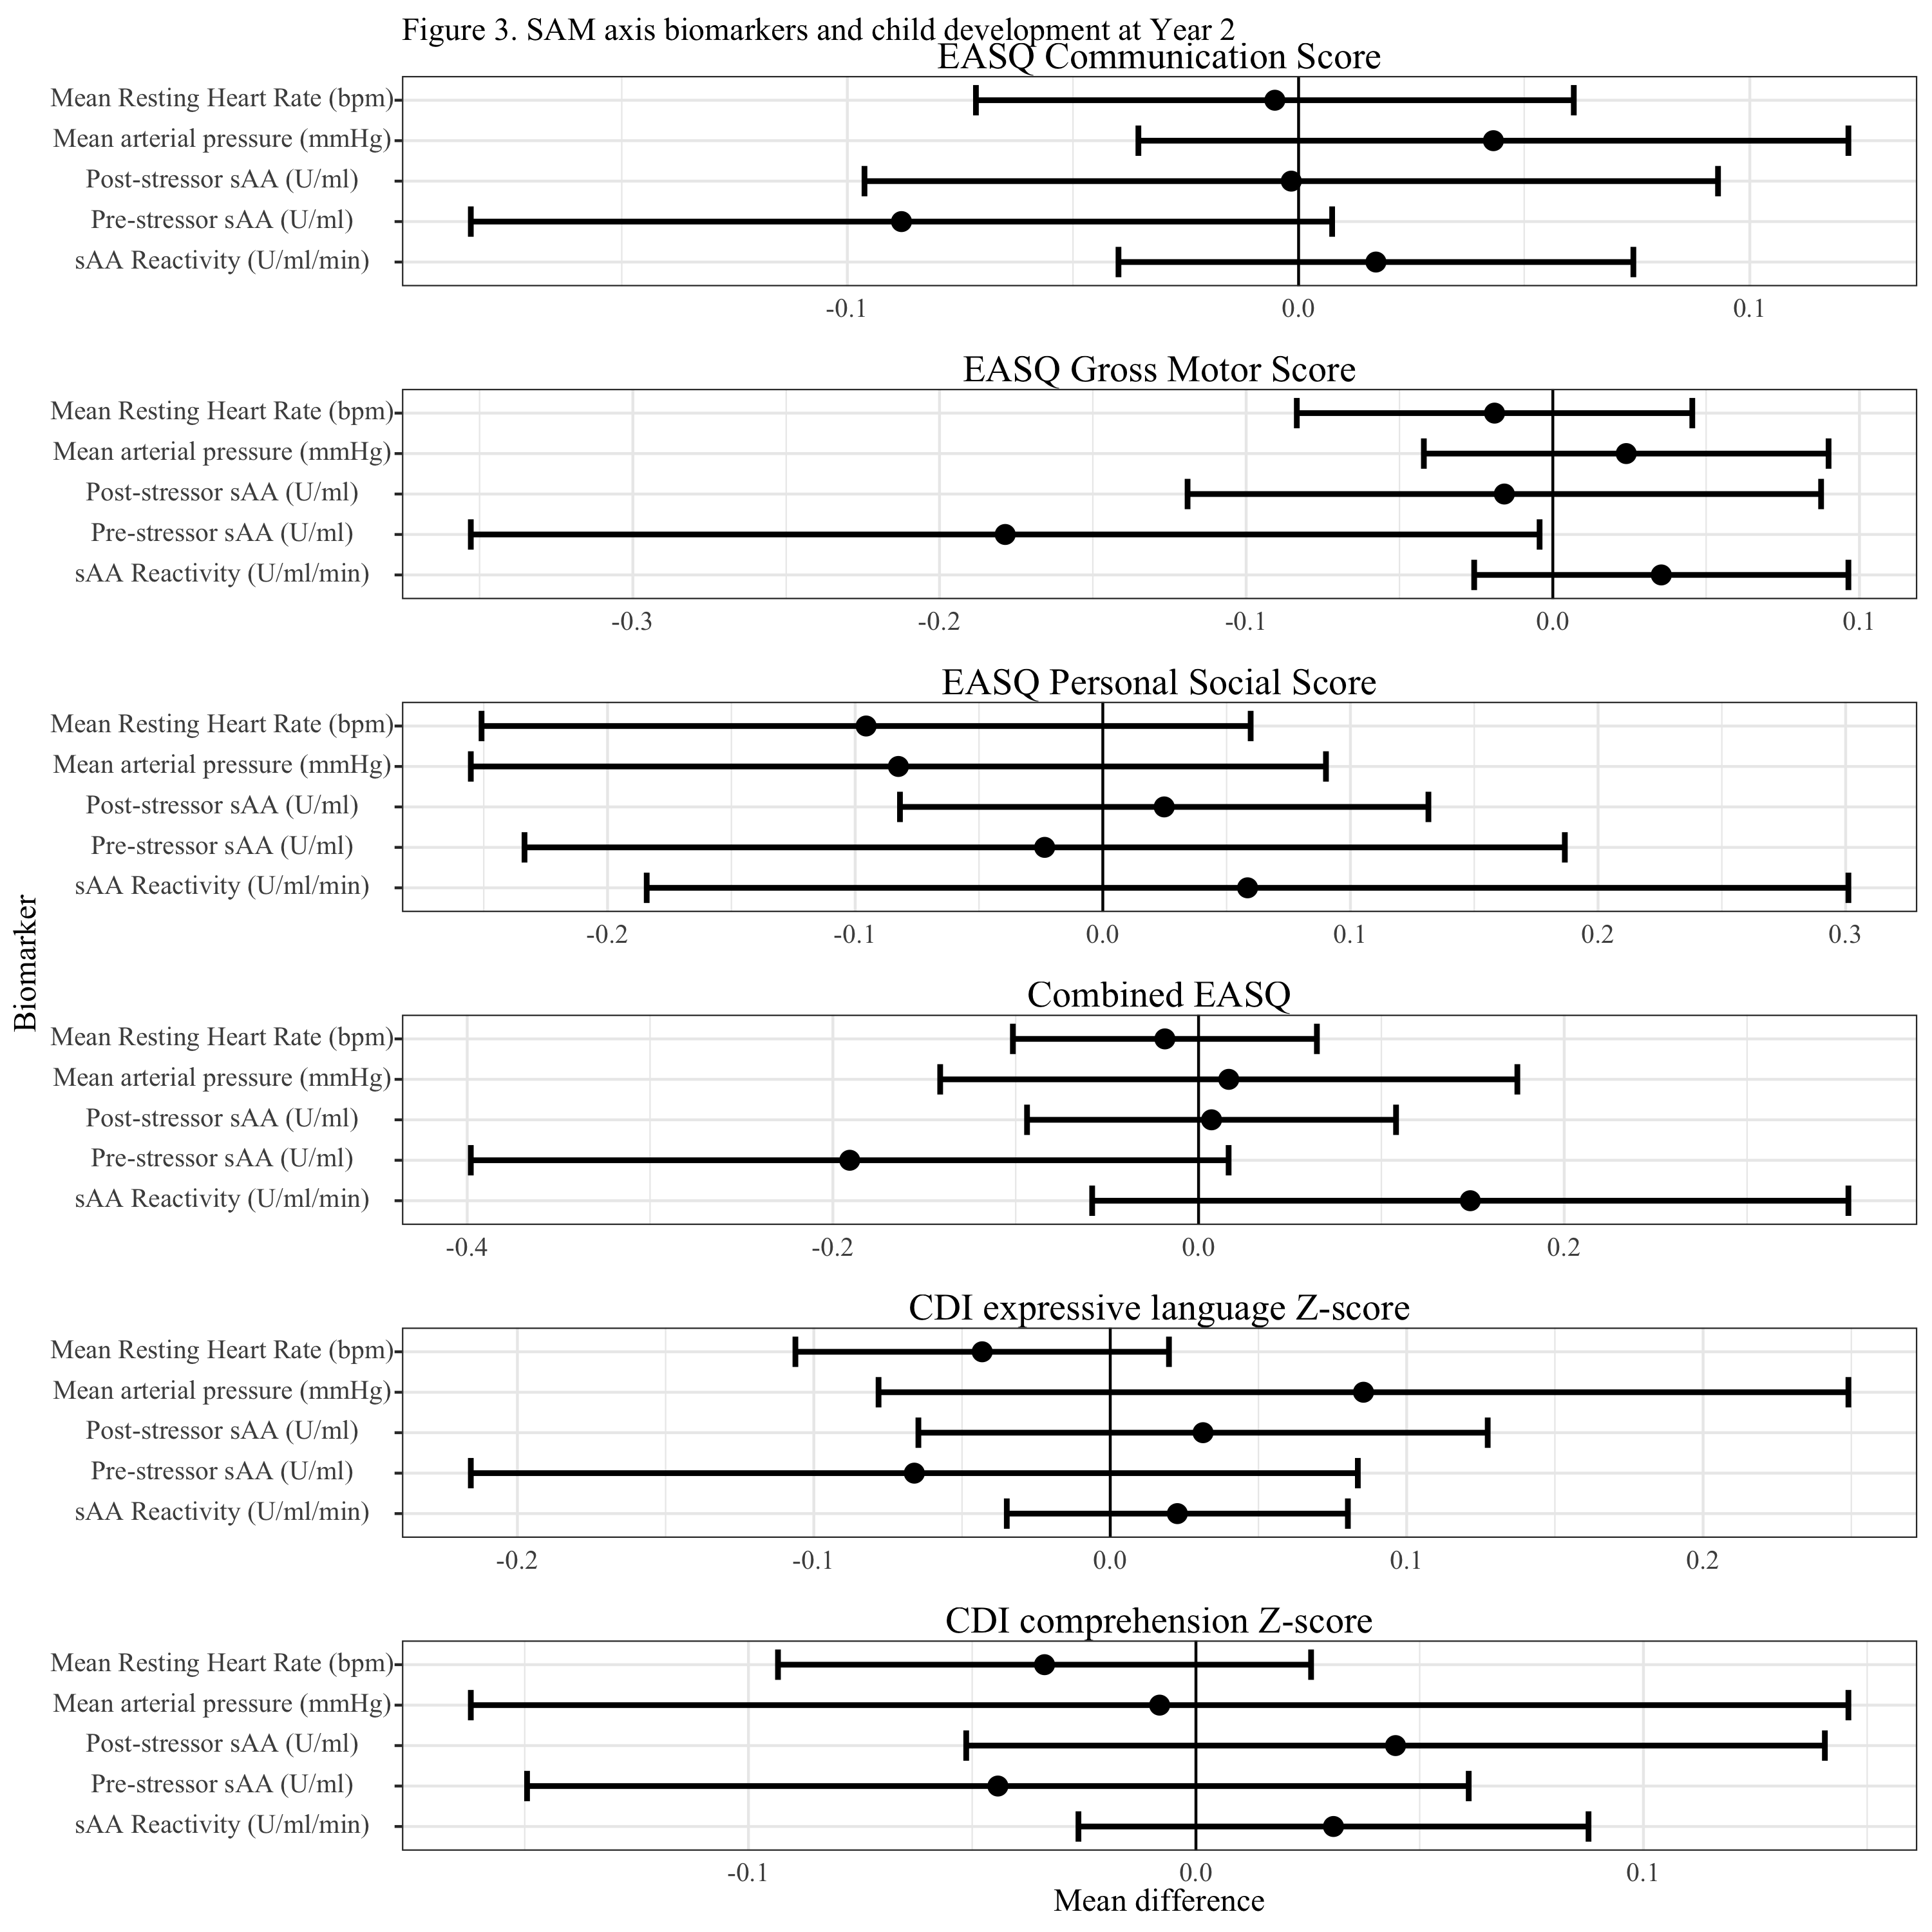 Figure 3. SAM axis biomarkers and child development at Year 2
EASQ Communication Score
Mean Resting Heart Rate (bpm)
Mean arterial pressure (mmHg)
Post-stressor sAA (U/ml)
Pre-stressor sAA (U/ml)
sAA Reactivity (U/ml/min)
-0.1 0.0 0.1
EASQ Gross Motor Score
Mean Resting Heart Rate (bpm)
Mean arterial pressure (mmHg)
Post-stressor sAA (U/ml)
Pre-stressor sAA (U/ml)
sAA Reactivity (U/ml/min)
-0.3 -0.2 -0.1 0.0 0.1
EASQ Personal Social Score
Mean Resting Heart Rate (bpm)
Mean arterial pressure (mmHg)
Post-stressor sAA (U/ml)
Pre-stressor sAA (U/ml)
sAA Reactivity (U/ml/min)
-0.2 -0.1 0.0 0.1 0.2 0.3
Biomarker
Combined EASQ
Mean Resting Heart Rate (bpm)
Mean arterial pressure (mmHg)
Post-stressor sAA (U/ml)
Pre-stressor sAA (U/ml)
sAA Reactivity (U/ml/min)
-0.4 -0.2 0.0 0.2
CDI expressive language Z-score
Mean Resting Heart Rate (bpm)
Mean arterial pressure (mmHg)
Post-stressor sAA (U/ml)
Pre-stressor sAA (U/ml)
sAA Reactivity (U/ml/min)
-0.2 -0.1 0.0 0.1 0.2
CDI comprehension Z-score
Mean Resting Heart Rate (bpm)
Mean arterial pressure (mmHg)
Post-stressor sAA (U/ml)
Pre-stressor sAA (U/ml)
sAA Reactivity (U/ml/min)
-0.1 0.0 0.1
Mean difference